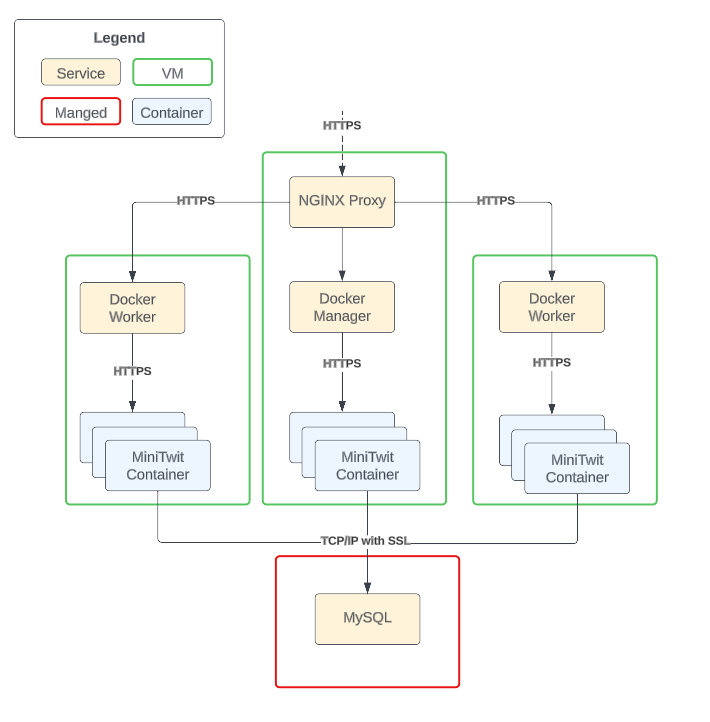 Legend
Service
VM
Manged
Container
HTTPS
NGINX Proxy
HTTPS
HTTPS
Docker
Worker
Docker
Manager
Docker
Worker
HTTPS
HTTPS
HTTPS
MiniTwit
Container
MiniTwit
Container
MiniTwit
Container
TCP/IP with SSL
MySQL